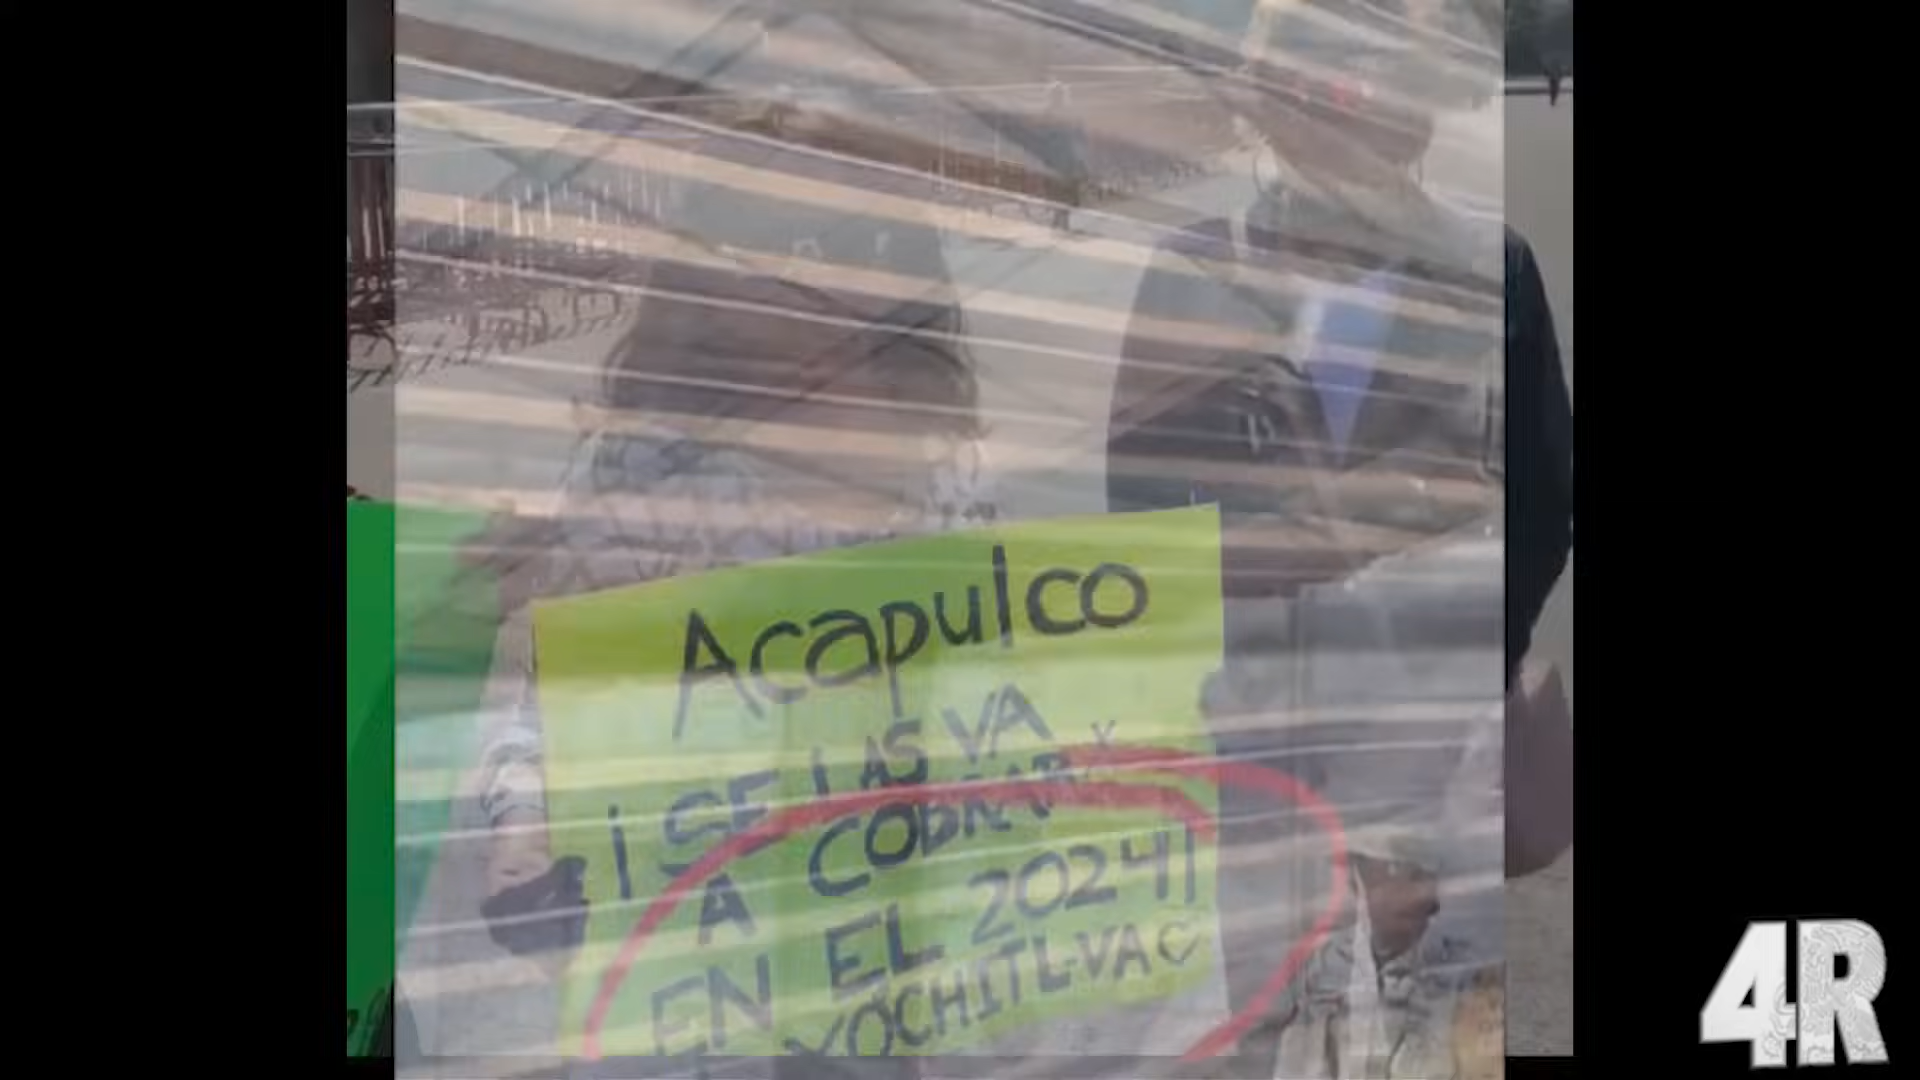 Acapulco
¡SE LAS VA
A COBRAR
EN EL 2024!
XOCHITL-VA
4R